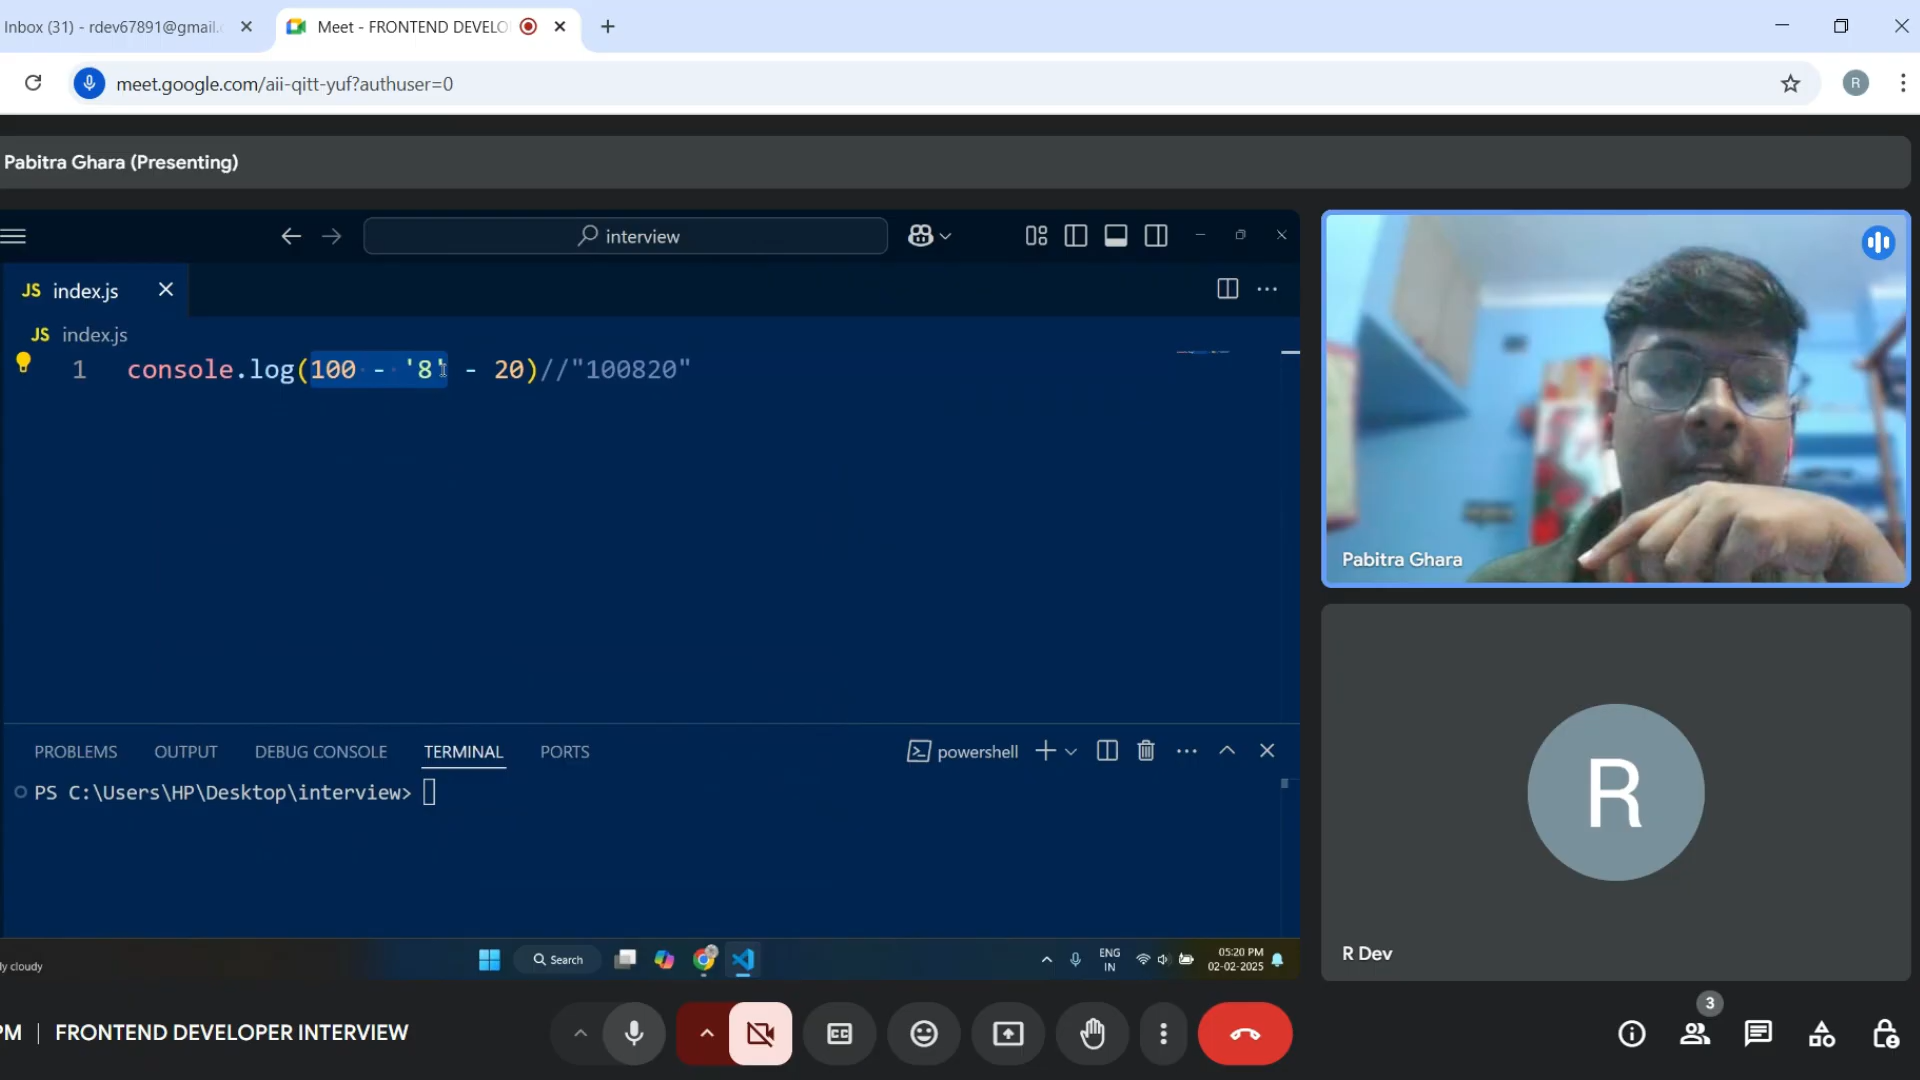 Inbox (31) - rdev67891@gmail.
Meet - FRONTEND DEVELO
meet.google.com/aii-qitt-yuf?authuser=0
R
Pabitra Ghara (Presenting)
interview
JS index.js
JS index.js
1 console.log(100 - '8' - 20)//"100820"
PROBLEMS OUTPUT DEBUG CONSOLE TERMINAL PORTS
powershell
PS C:\Users\HP\Desktop\interview>
Pabitra Ghara
R
R Dev
cloudy
Search
ENG
IN
05:20 PM
02-02-2025
PM | FRONTEND DEVELOPER INTERVIEW
CC
3